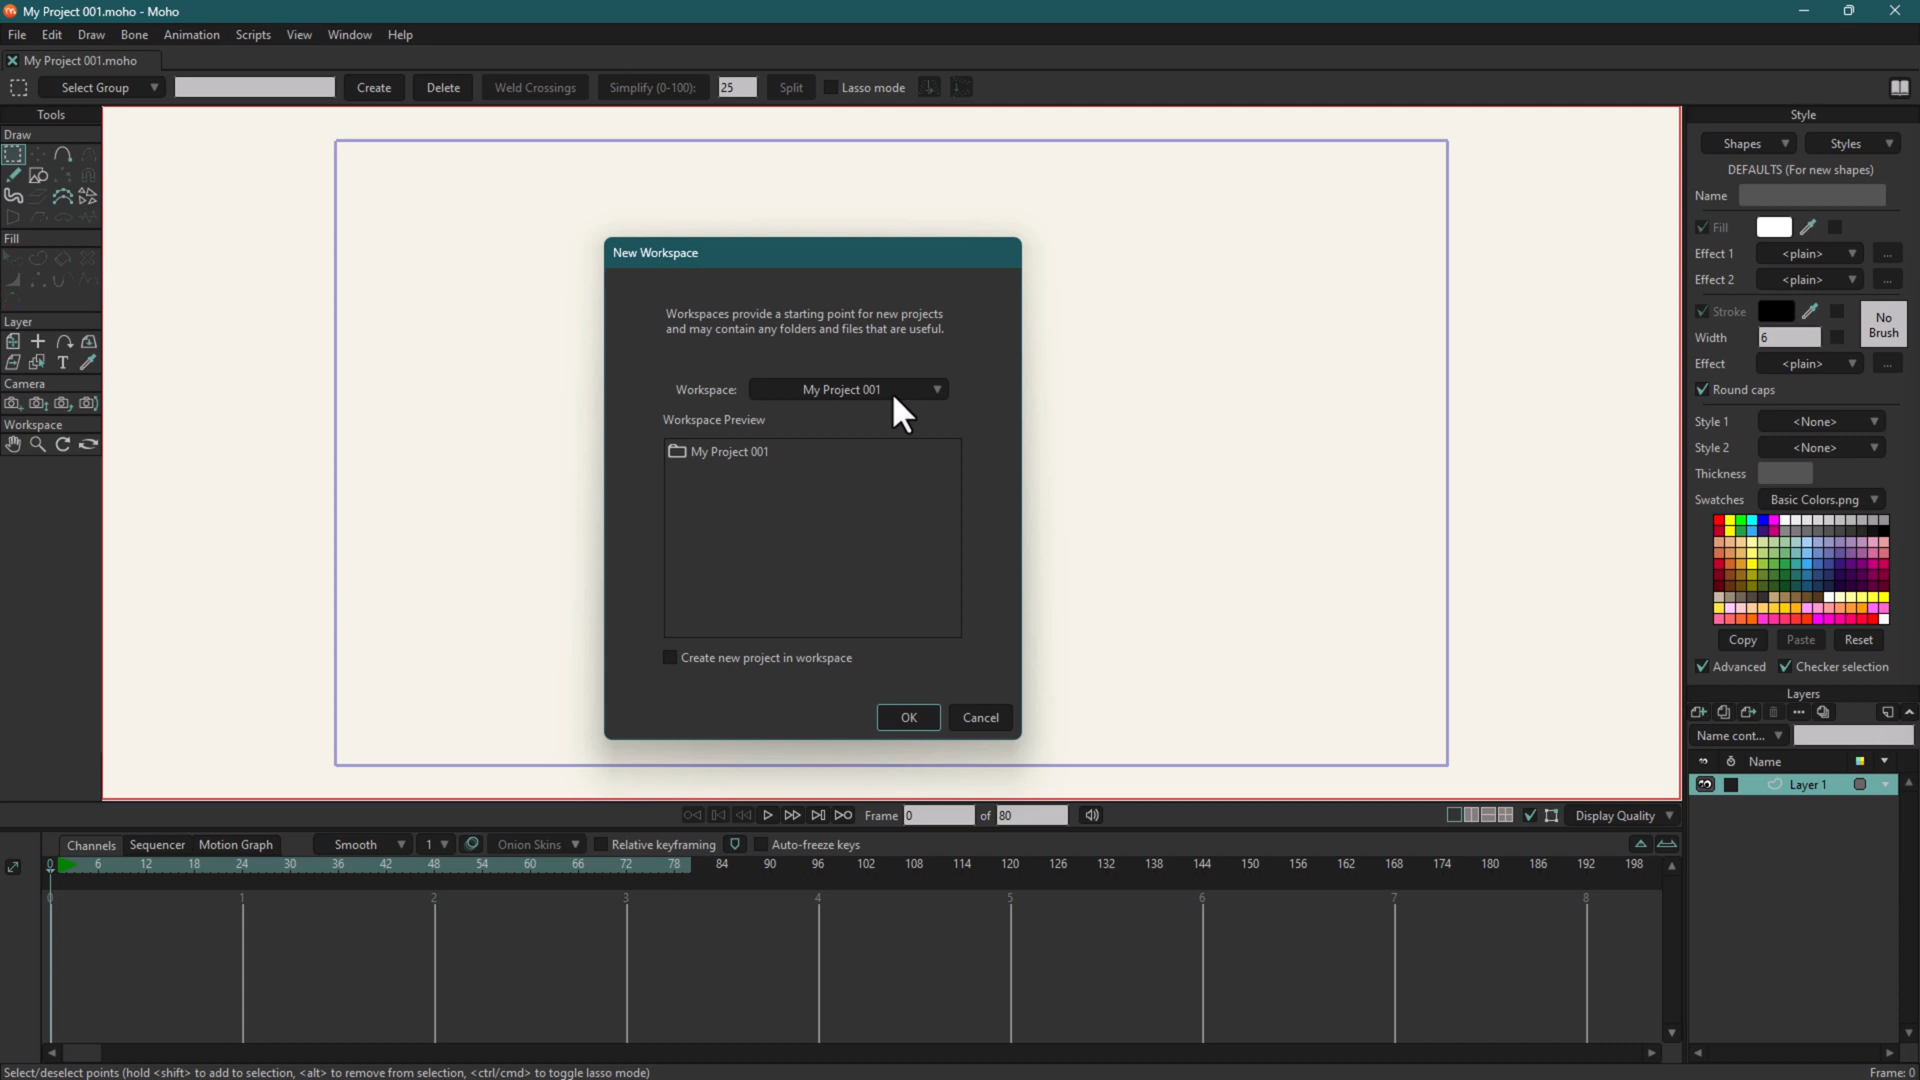 My Project 001.moho - Moho
File Edit Draw Bone Animation Scripts View Window Help
My Project 001.moho
Select Group Create Delete Weld Crossings Simplify (0-100): 25 Split Lasso mode
Tools
Draw
Fill
Layer
Camera
Workspace
New Workspace
Workspaces provide a starting point for new projects
and may contain any folders and files that are useful.
Workspace: My Project 001
Workspace Preview
My Project 001
Create new project in workspace
OK Cancel
Style
Shapes Styles
DEFAULTS (For new shapes)
Name
Fill
Effect 1 <plain> ...
Effect 2 <plain> ...
Stroke
No
Brush
Width 6
Effect <plain> ...
Round caps
Style 1 <None>
Style 2 <None>
Thickness
Swatches Basic Colors.png
Copy Paste Reset
Advanced Checker selection
Layers
Name cont...
Name
Layer 1
Frame 0 of 80 Display Quality
Channels Sequencer Motion Graph Smooth 1 Onion Skins Relative keyframing Auto-freeze keys
0 6 12 18 24 30 36 42 48 54 60 66 72 78 84 90 96 102 108 114 120 126 132 138 144 150 156 162 168 174 180 186 192 198
0 1 2 3 4 5 6 7 8
Select/deselect points (hold <shift> to add to selection, <alt> to remove from selection, <ctrl/cmd> to toggle lasso mode)
Frame: 0